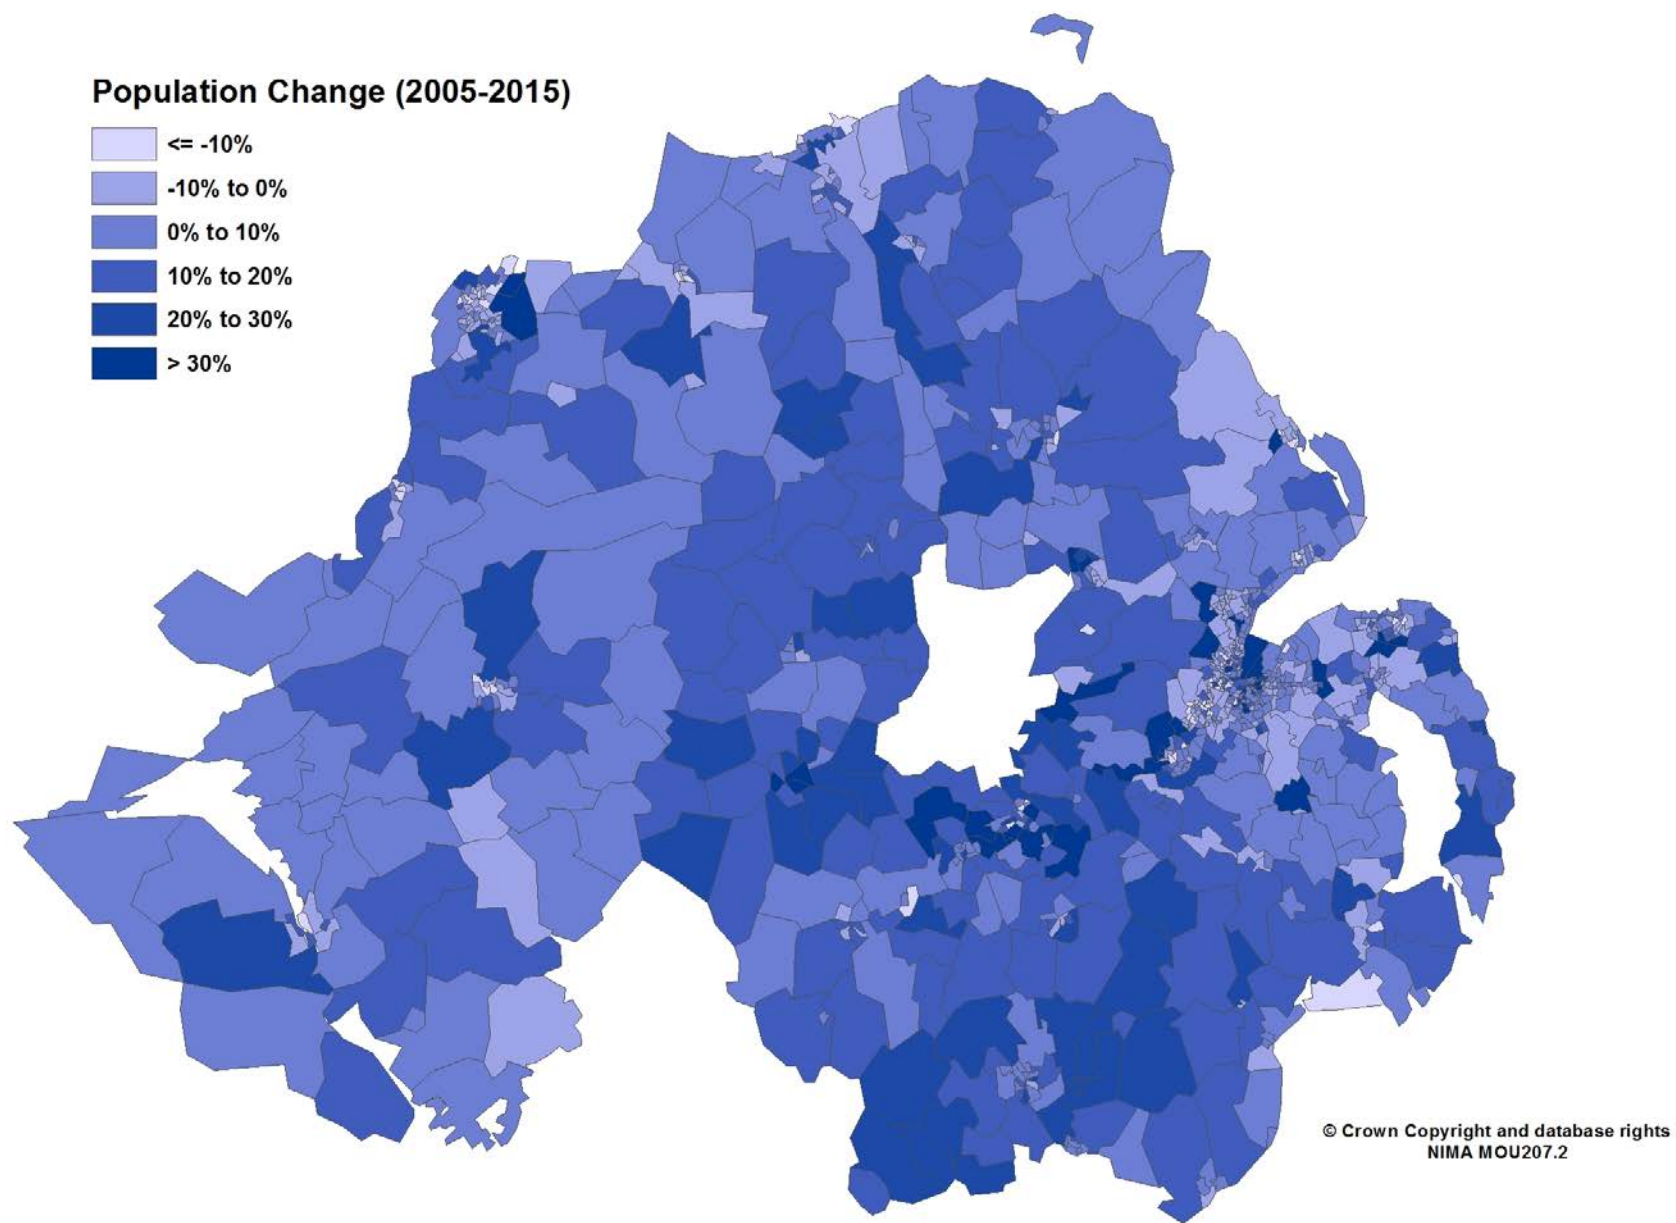 Population Change (2005-2015)
<= -10%
-10% to 0%
0% to 10%
10% to 20%
20% to 30%
> 30%
© Crown Copyright and database rights
NIMA MOU207.2